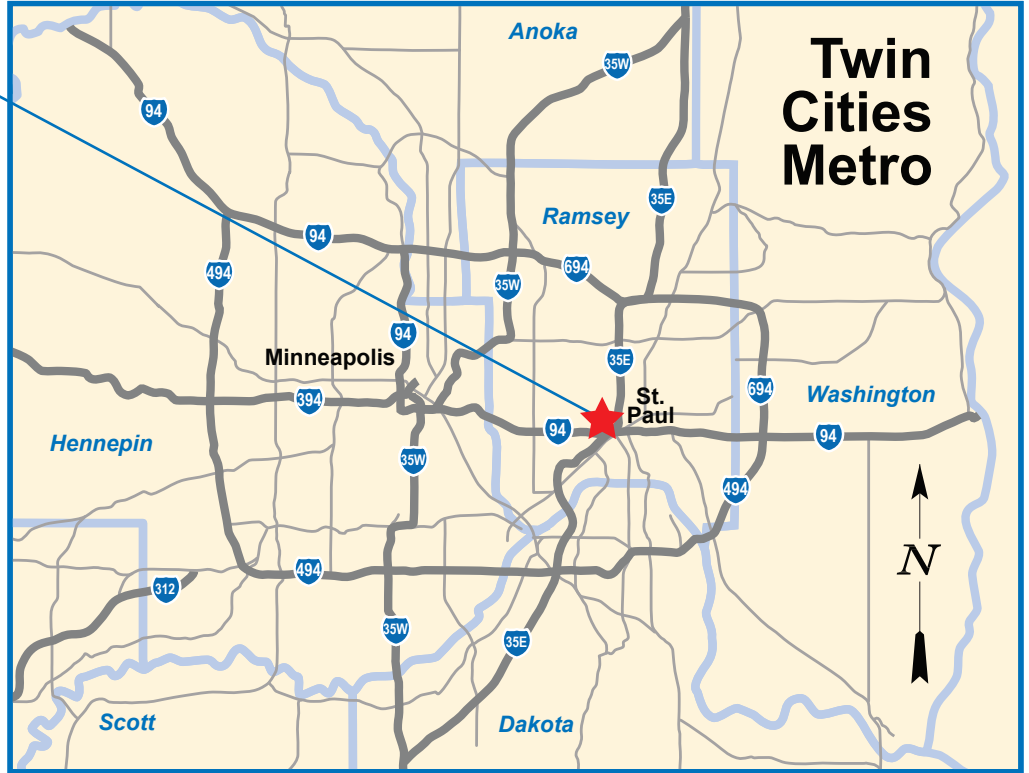 Anoka
Twin
Cities
Metro
35W
94
35E
Ramsey
94
694
494
35W
94
Minneapolis
35E
394
694
St.
Paul
Washington
94
94
Hennepin
35W
494
N
494
312
35W
35E
Scott
Dakota